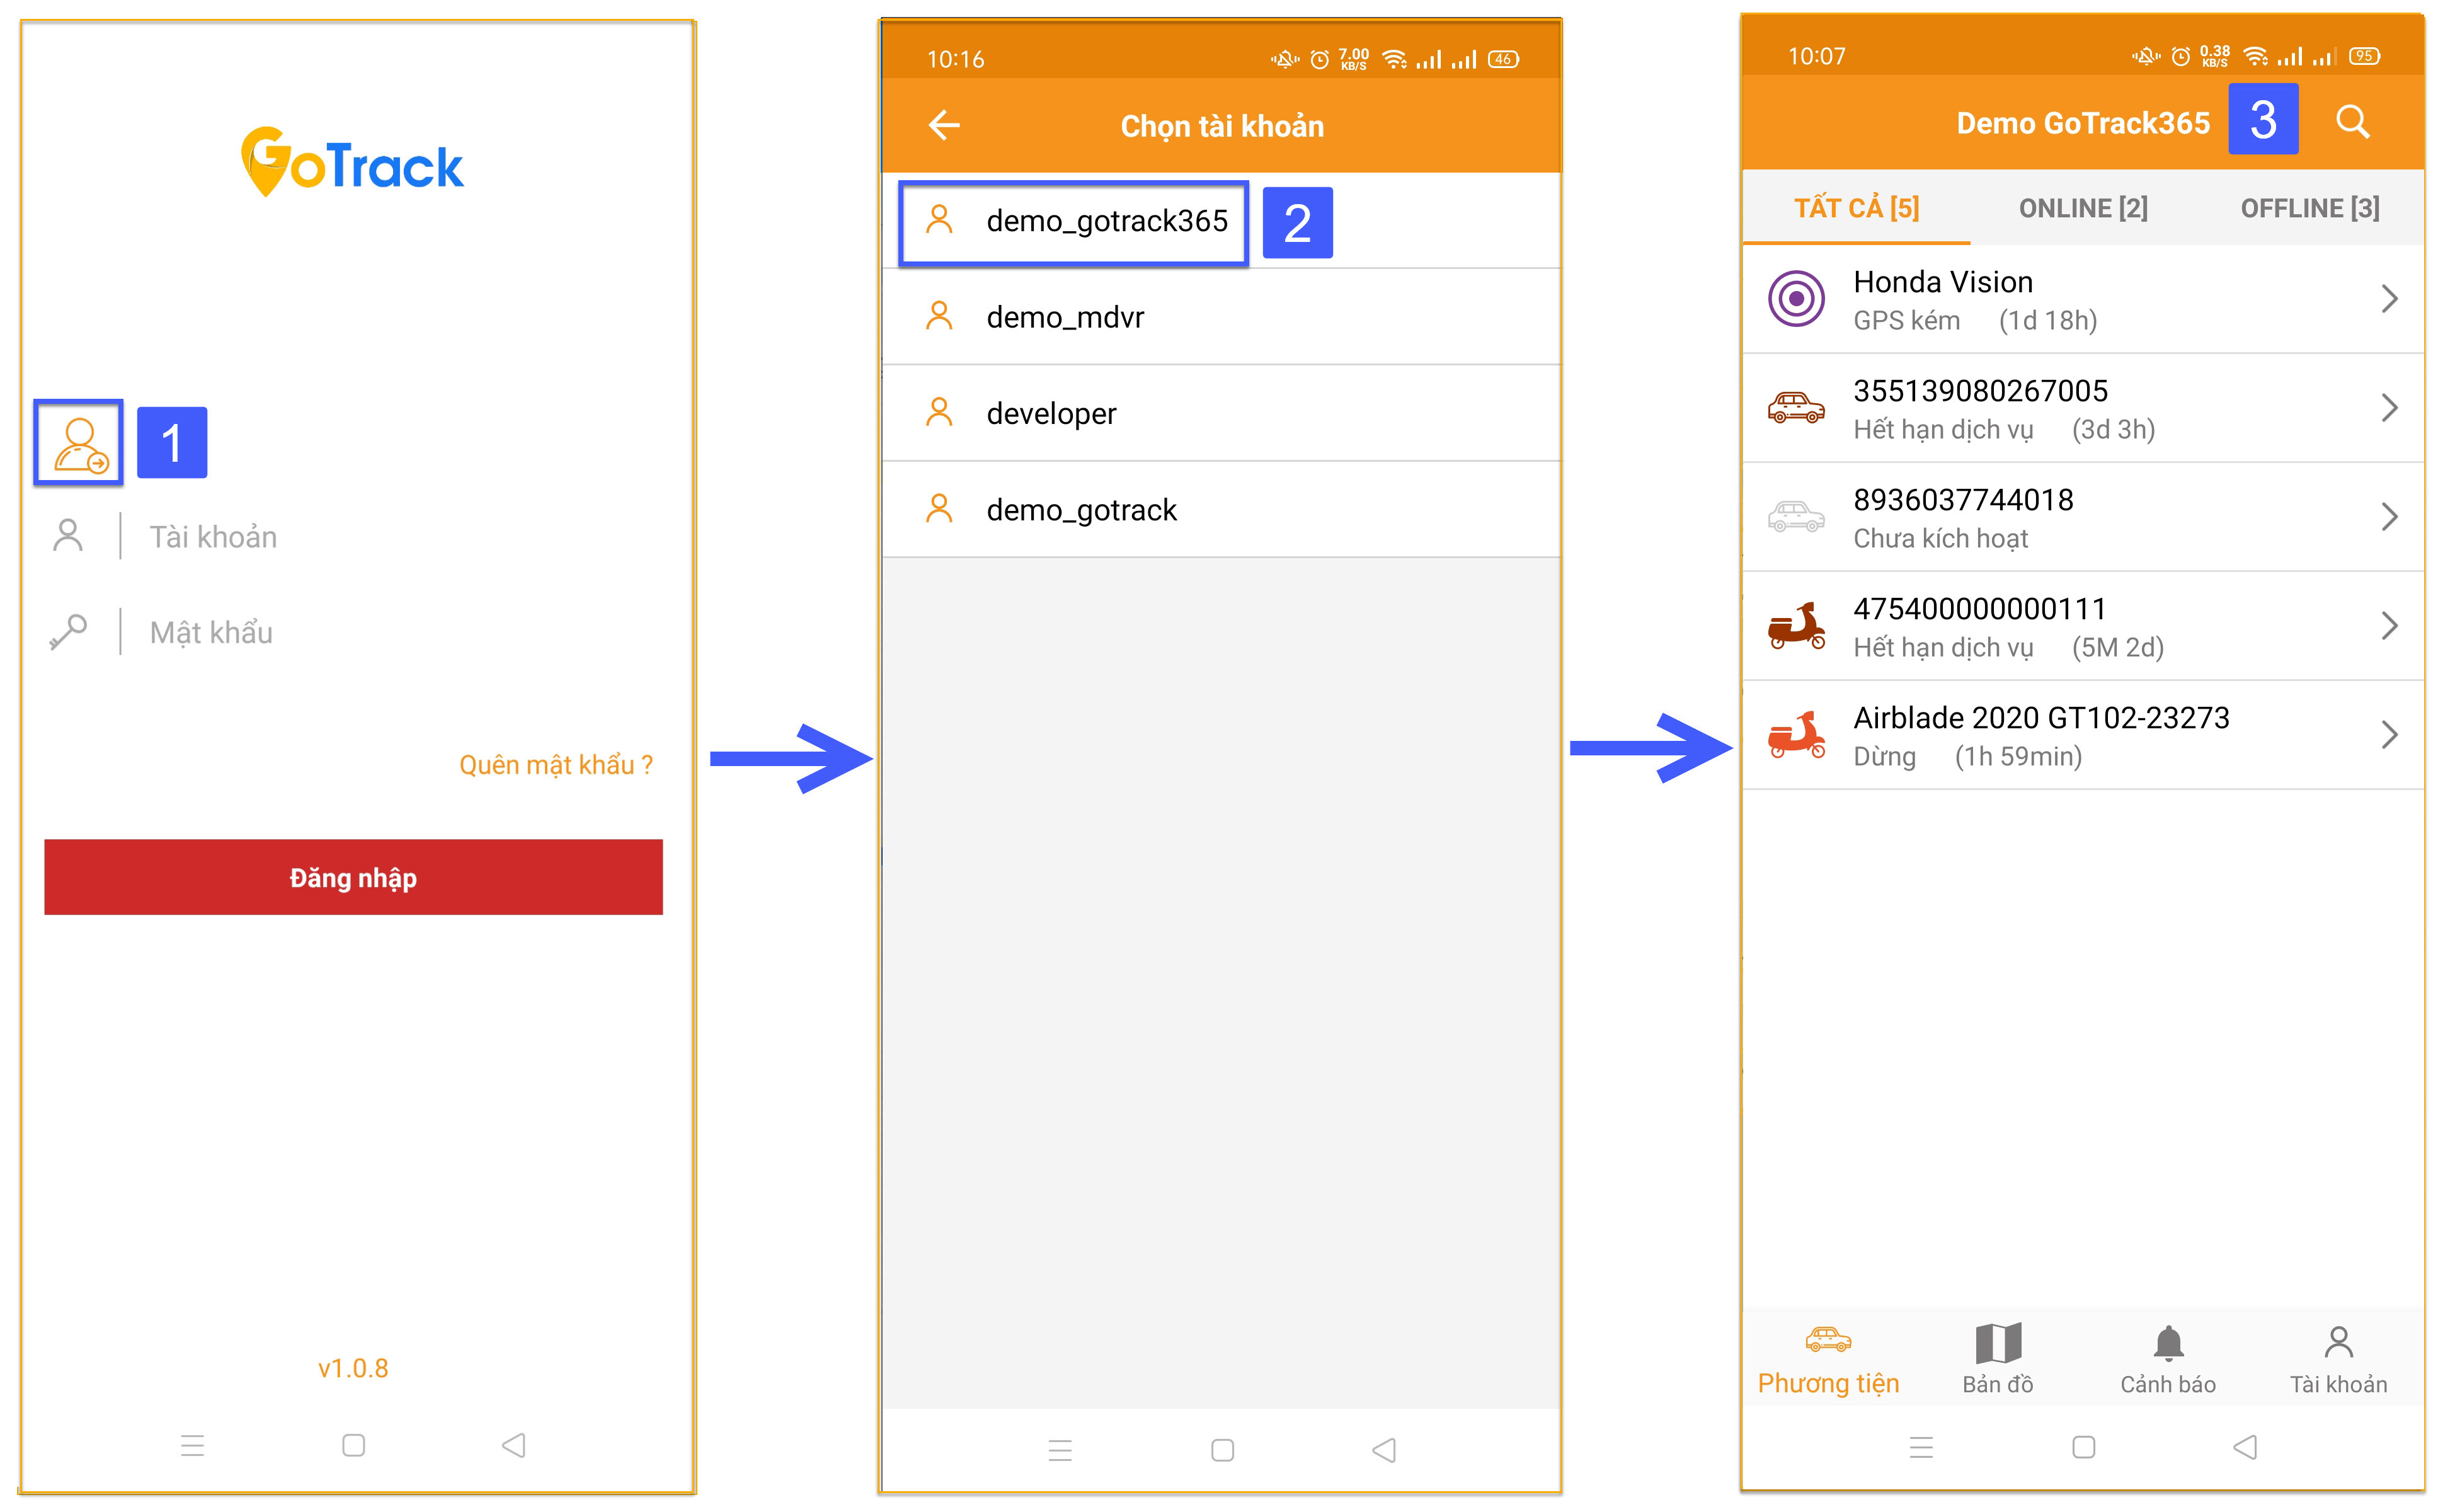 GoTrack
1
Tài khoản
Mật khẩu
Quên mật khẩu ?
Đăng nhập
v1.0.8
10:16
7.00
KB/S
46
Chọn tài khoản
demo_gotrack365
2
demo_mdvr
developer
demo_gotrack
10:07
0.38
KB/S
95
Demo GoTrack365
3
TẤT CẢ [5] ONLINE [2] OFFLINE [3]
Honda Vision
GPS kém (1d 18h)
355139080267005
Hết hạn dịch vụ (3d 3h)
8936037744018
Chưa kích hoạt
475400000000111
Hết hạn dịch vụ (5M 2d)
Airblade 2020 GT102-23273
Dừng (1h 59min)
Phương tiện Bản đồ Cảnh báo Tài khoản